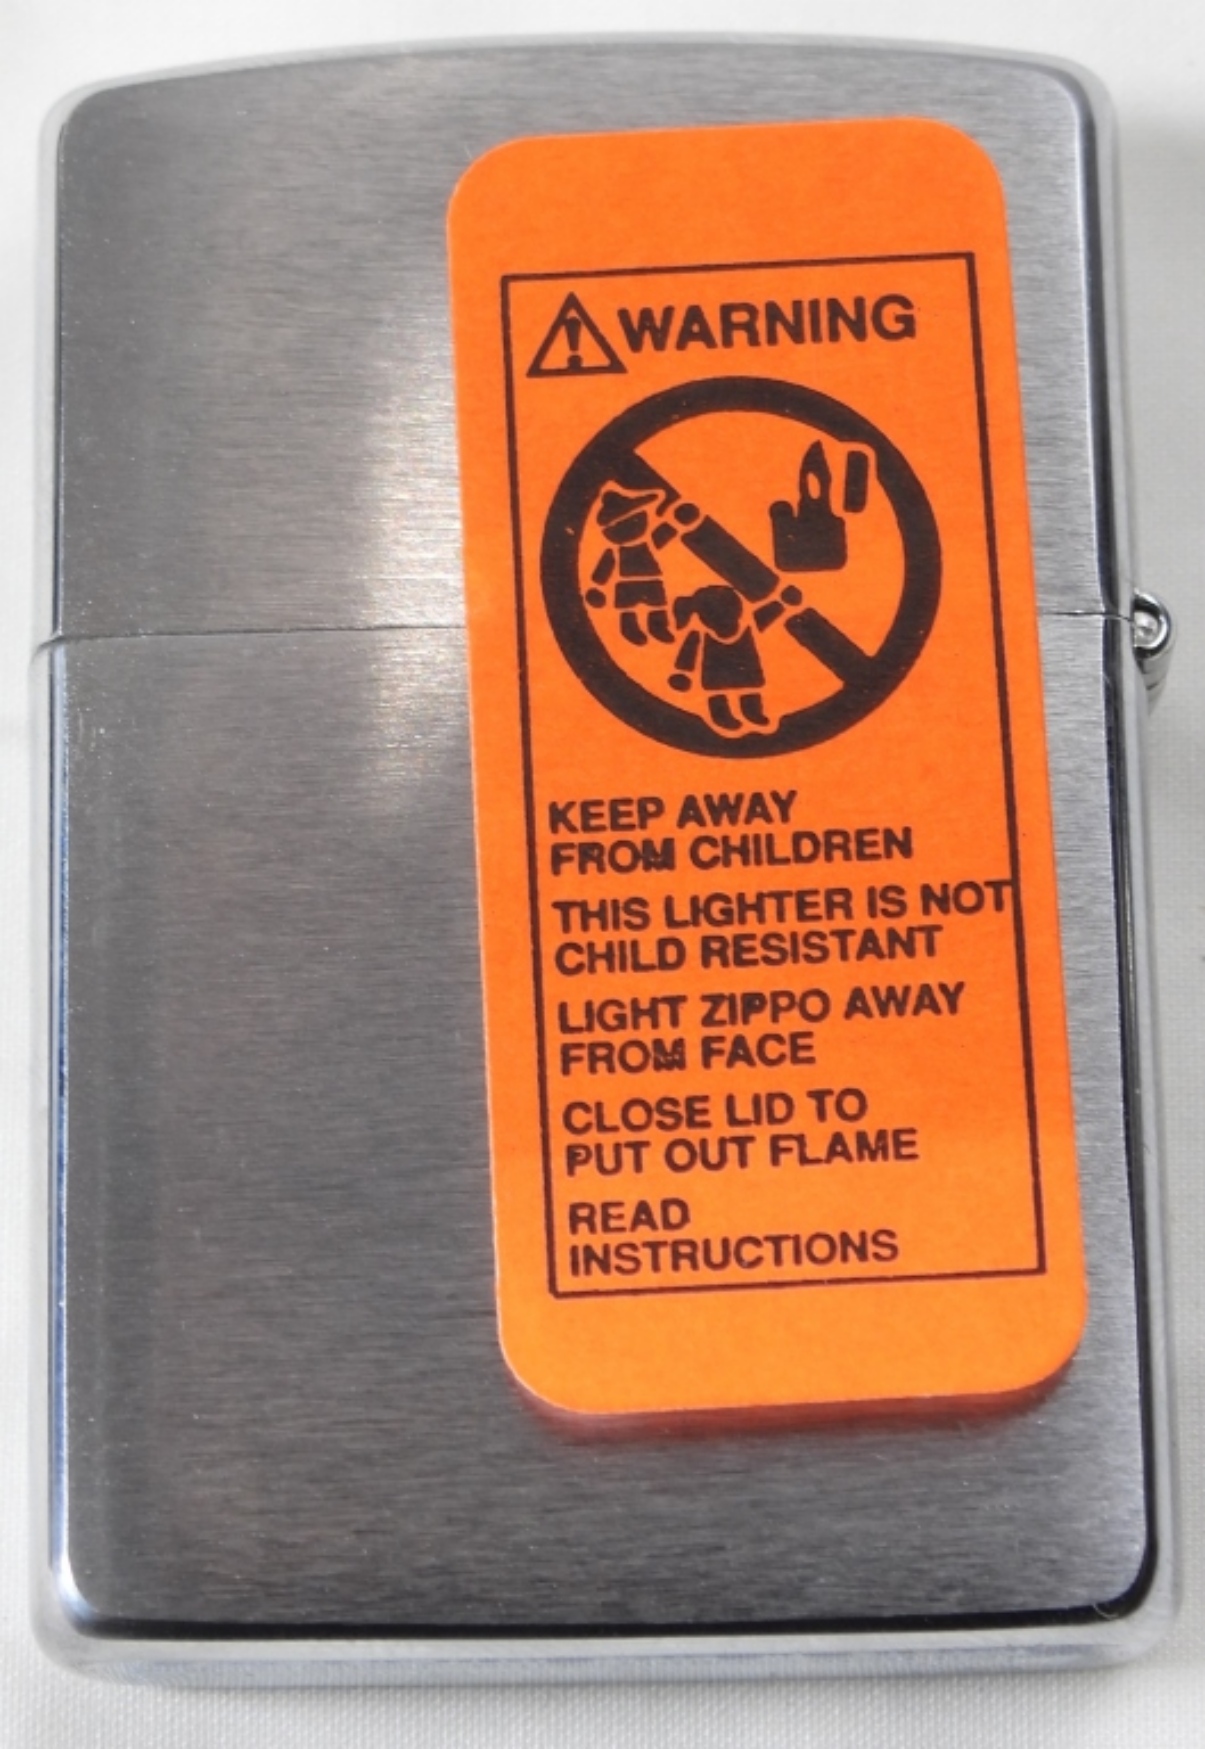 WARNING
KEEP AWAY
FROM CHILDREN
THIS LIGHTER IS NOT
CHILD RESISTANT
LIGHT ZIPPO AWAY
FROM FACE
CLOSE LID TO
PUT OUT FLAME
READ
INSTRUCTIONS